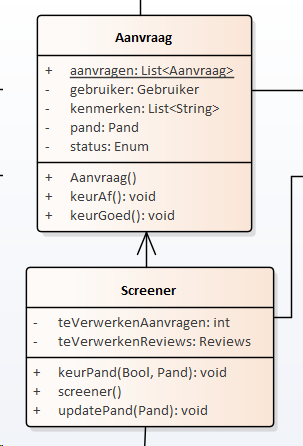 Aanvraag
+ aanvragen: List<Aanvraag>
- gebruiker: Gebruiker
- kenmerken: List<String>
- pand: Pand
- status: Enum
+ Aanvraag()
+ keurAf(): void
+ keurGoed(): void
Screener
- teVerwerkenAanvragen: int
- teVerwerkenReviews: Reviews
+ keurPand(Bool, Pand): void
+ screener()
+ updatePand(Pand): void